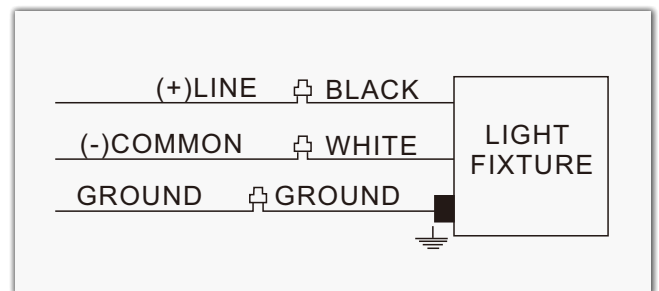 (+)LINE BLACK
(-)COMMON WHITE
GROUND GROUND
LIGHT
FIXTURE